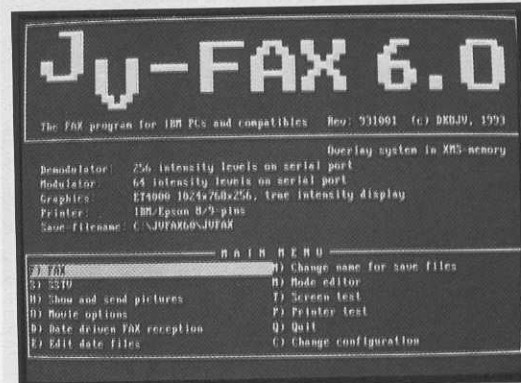 JV-FAX 6.0
The FAX program for IBM PCs and compatibles Rev: 931001 (c) DK8JV, 1993
Overlay system in XMS-memory
Demodulator: 256 intensity levels on serial port
Modulator: 64 intensity levels on serial port
Graphics: ET4000 1024x768x256, true intensity display
Printer: IBM/Epson 8/9-pins
Save-filename: C:\JVFAX60\JVFAX
MAIN MENU
F) FAX
S) SSTV
H) Show and send pictures
O) Movie options
D) Date driven FAX reception
E) Edit date files
N) Change name for save files
M) Mode editor
T) Screen test
P) Printer test
Q) Quit
C) Change configuration